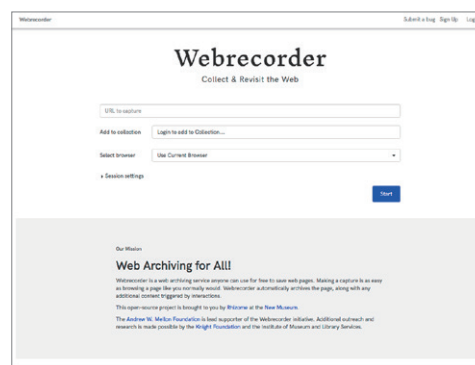 Webrecorder
Submit a bug Sign Up Log
Webrecorder
Collect & Revisit the Web
URL to capture
Add to collection Login to add to Collection...
Select browser Use Current Browser
Session settings
Start
Our Mission
Web Archiving for All!
Webrecorder is a web archiving service anyone can use for free to save web pages. Making a capture is as easy
as browsing a page like you normally would. Webrecorder automatically archives the page, along with any
additional content triggered by interactions.
This open-source project is brought to you by Rhizome at the New Museum.
The Andrew W. Mellon Foundation is lead supporter of the Webrecorder initiative. Additional outreach and
research is made possible by the Knight Foundation and the Institute of Museum and Library Services.